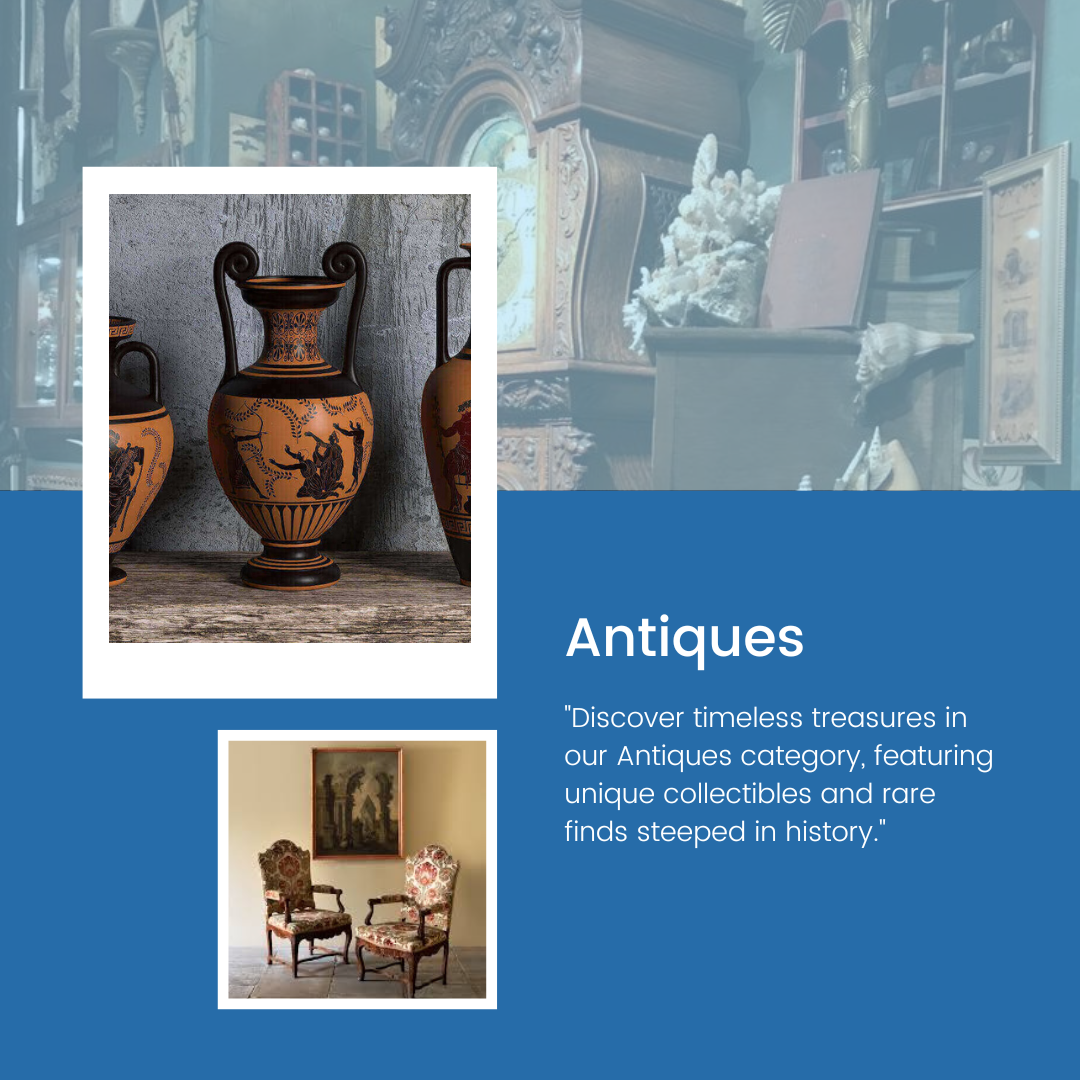 Antiques
"Discover timeless treasures in
our Antiques category, featuring
unique collectibles and rare
finds steeped in history."